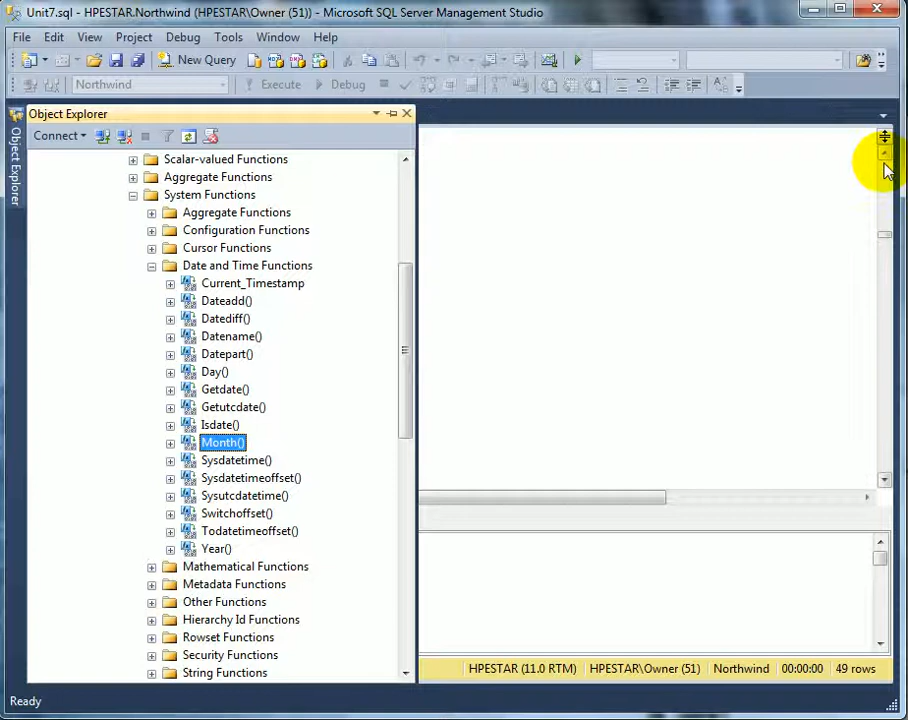 Unit7.sql - HPESTAR.Northwind (HPESTAR\Owner (51)) - Microsoft SQL Server Management Studio
File Edit View Project Debug Tools Window Help
New Query
Northwind Execute Debug
Object Explorer
Object Explorer
Connect
Scalar-valued Functions
Aggregate Functions
System Functions
Aggregate Functions
Configuration Functions
Cursor Functions
Date and Time Functions
Current_Timestamp
Dateadd()
Datediff()
Datename()
Datepart()
Day()
Getdate()
Getutcdate()
Isdate()
Month()
Sysdatetime()
Sysdatetimeoffset()
Sysutcdatetime()
Switchoffset()
Todatetimeoffset()
Year()
Mathematical Functions
Metadata Functions
Other Functions
Hierarchy Id Functions
Rowset Functions
Security Functions
String Functions
HPESTAR (11.0 RTM) HPESTAR\Owner (51) Northwind 00:00:00 49 rows
Ready